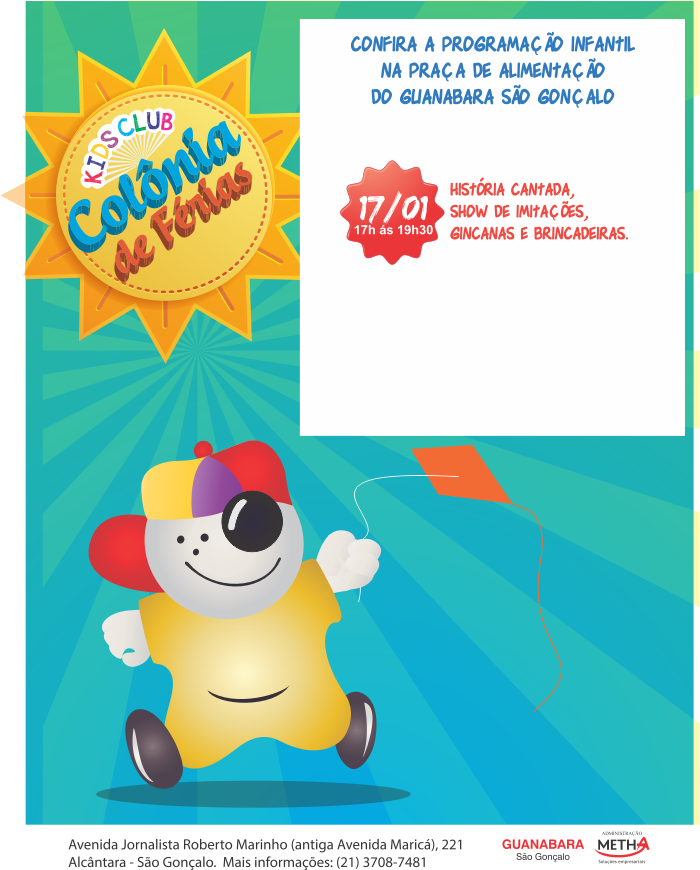 KIDS CLUB
Colônia
de Férias
CONFIRA A PROGRAMAÇÃO INFANTIL
NA PRAÇA DE ALIMENTAÇÃO
DO GUANABARA SÃO GONÇALO
17/01
17h ás 19h30
HISTÓRIA CANTADA,
SHOW DE IMITAÇÕES,
GINCANAS E BRINCADEIRAS.
Avenida Jornalista Roberto Marinho (antiga Avenida Maricá), 221
Alcântara - São Gonçalo. Mais informações: (21) 3708-7481
GUANABARA
São Gonçalo
ADMINISTRAÇÃO
METHA
Soluções empresariais